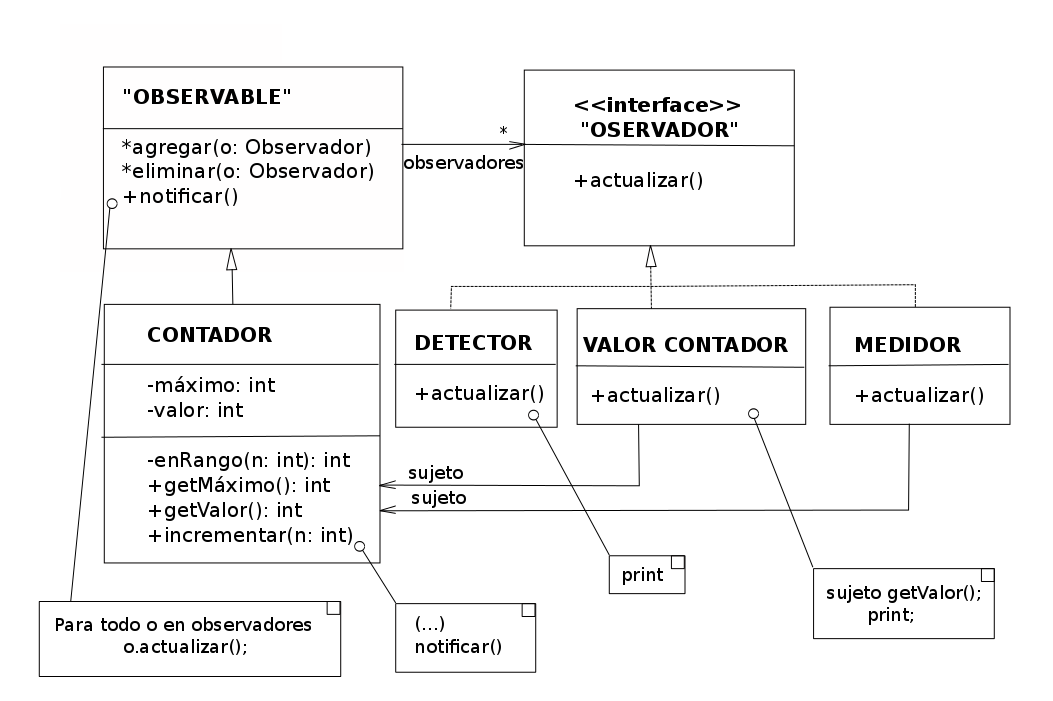 "OBSERVABLE"
*agregar(o: Observador)
*eliminar(o: Observador)
+notificar()
*
observadores
<<interface>>
"OSERVADOR"
+actualizar()
CONTADOR
-máximo: int
-valor: int
-enRango(n: int): int
+getMáximo(): int
+getValor(): int
+incrementar(n: int)
DETECTOR
+actualizar()
VALOR CONTADOR
+actualizar()
MEDIDOR
+actualizar()
sujeto
sujeto
Para todo o en observadores
o.actualizar();
(...)
notificar()
print
sujeto getValor();
print;